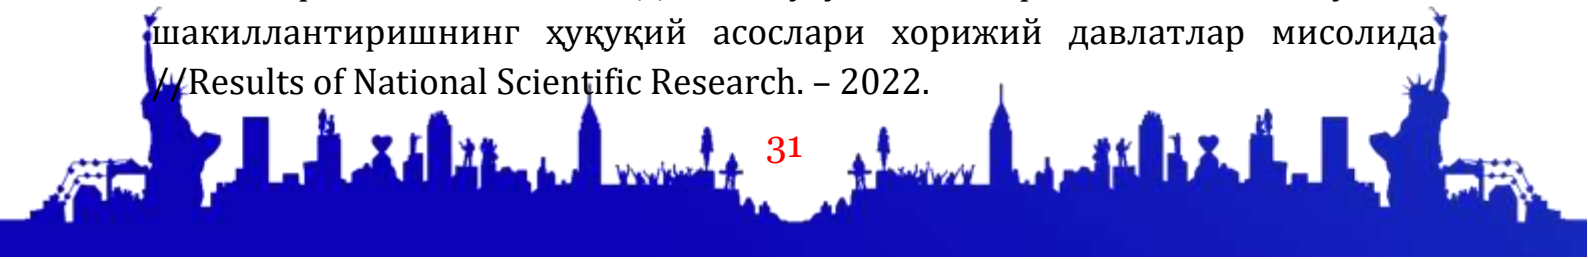 шакиллантиришнинг ҳуқуқий асослари хорижий давлатлар мисолида
//Results of National Scientific Research. – 2022.
31